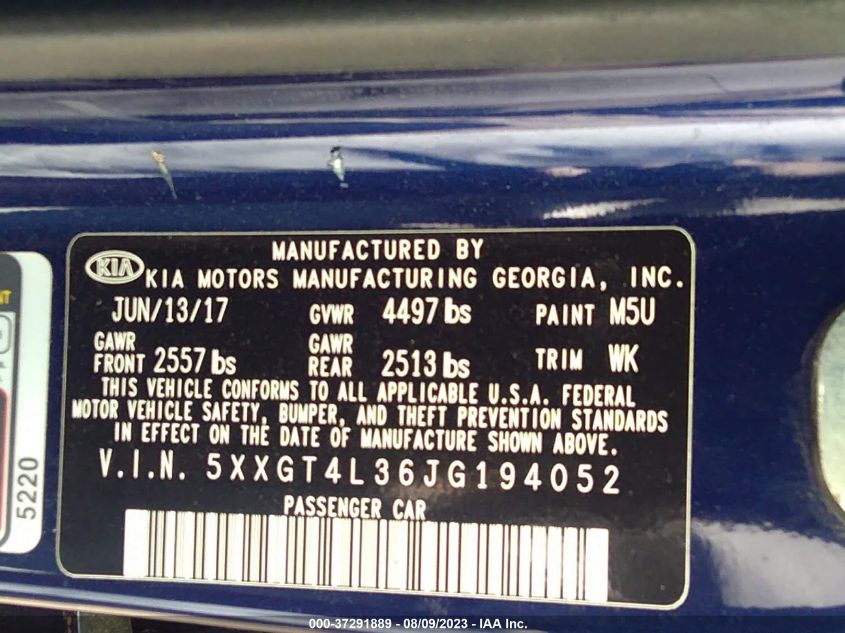 MANUFACTURED BY
KIA KIA MOTORS MANUFACTURING GEORGIA, INC.
JUN/13/17 GVWR 4497 lbs PAINT M5U
GAWR FRONT 2557 lbs GAWR REAR 2513 lbs TRIM WK
THIS VEHICLE CONFORMS TO ALL APPLICABLE U.S.A. FEDERAL
MOTOR VEHICLE SAFETY, BUMPER, AND THEFT PREVENTION STANDARDS
IN EFFECT ON THE DATE OF MANUFACTURE SHOWN ABOVE.
V.I.N. 5XXGT4L36JG194052
PASSENGER CAR
5220
000-37291889 - 08/09/2023 - IAA Inc.